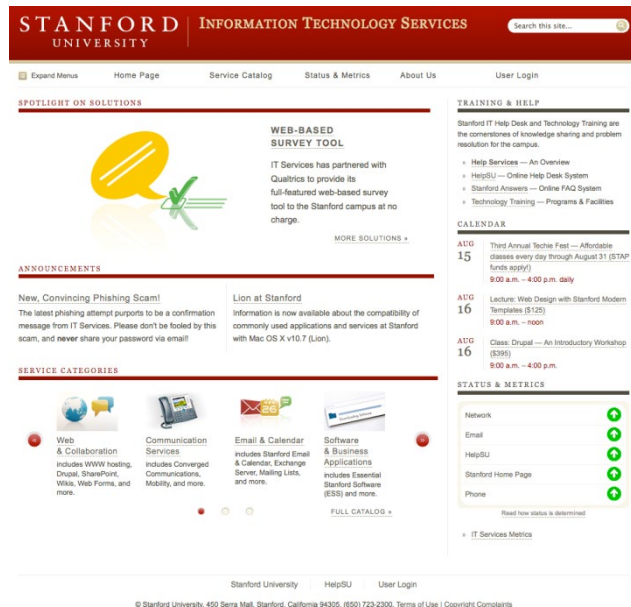 STANFORD
UNIVERSITY
INFORMATION TECHNOLOGY SERVICES
Search this site...
Expand Menus
Home Page
Service Catalog
Status & Metrics
About Us
User Login
SPOTLIGHT ON SOLUTIONS
WEB-BASED
SURVEY TOOL
IT Services has partnered with
Qualtrics to provide its
full-featured web-based survey
tool to the Stanford campus at no
charge.
MORE SOLUTIONS »
ANNOUNCEMENTS
New, Convincing Phishing Scam!
The latest phishing attempt purports to be a confirmation
message from IT Services. Please don't be fooled by this
scam, and never share your password via email!
Lion at Stanford
Information is now available about the compatibility of
commonly used applications and services at Stanford
with Mac OS X v10.7 (Lion).
SERVICE CATEGORIES
26
«
Web
& Collaboration
includes WWW hosting,
Drupal, SharePoint,
Wikis, Web Forms, and
more.
Communication
Services
includes Converged
Communications,
Mobility, and more.
Email & Calendar
includes Stanford Email
& Calendar, Exchange
Server, Mailing Lists,
and more.
Software
& Business
Applications
includes Essential
Stanford Software
(ESS) and more.
»
FULL CATALOG »
TRAINING & HELP
Stanford IT Help Desk and Technology Training are
the cornerstones of knowledge sharing and problem
resolution for the campus.
» Help Services — An Overview
» HelpSU — Online Help Desk System
» Stanford Answers — Online FAQ System
» Technology Training — Programs & Facilities
CALENDAR
AUG
15
Third Annual Techie Fest — Affordable
classes every day through August 31 (STAP
funds apply!)
9:00 a.m. – 4:00 p.m. daily
AUG
16
Lecture: Web Design with Stanford Modern
Templates ($125)
9:00 a.m. – noon
AUG
16
Class: Drupal — An Introductory Workshop
($395)
9:00 a.m. – 4:00 p.m.
STATUS & METRICS
Network
Email
HelpSU
Stanford Home Page
Phone
Read how status is determined
» IT Services Metrics
Stanford University
HelpSU
User Login
© Stanford University. 450 Serra Mall, Stanford, California 94305. (650) 723-2300. Terms of Use | Copyright Complaints